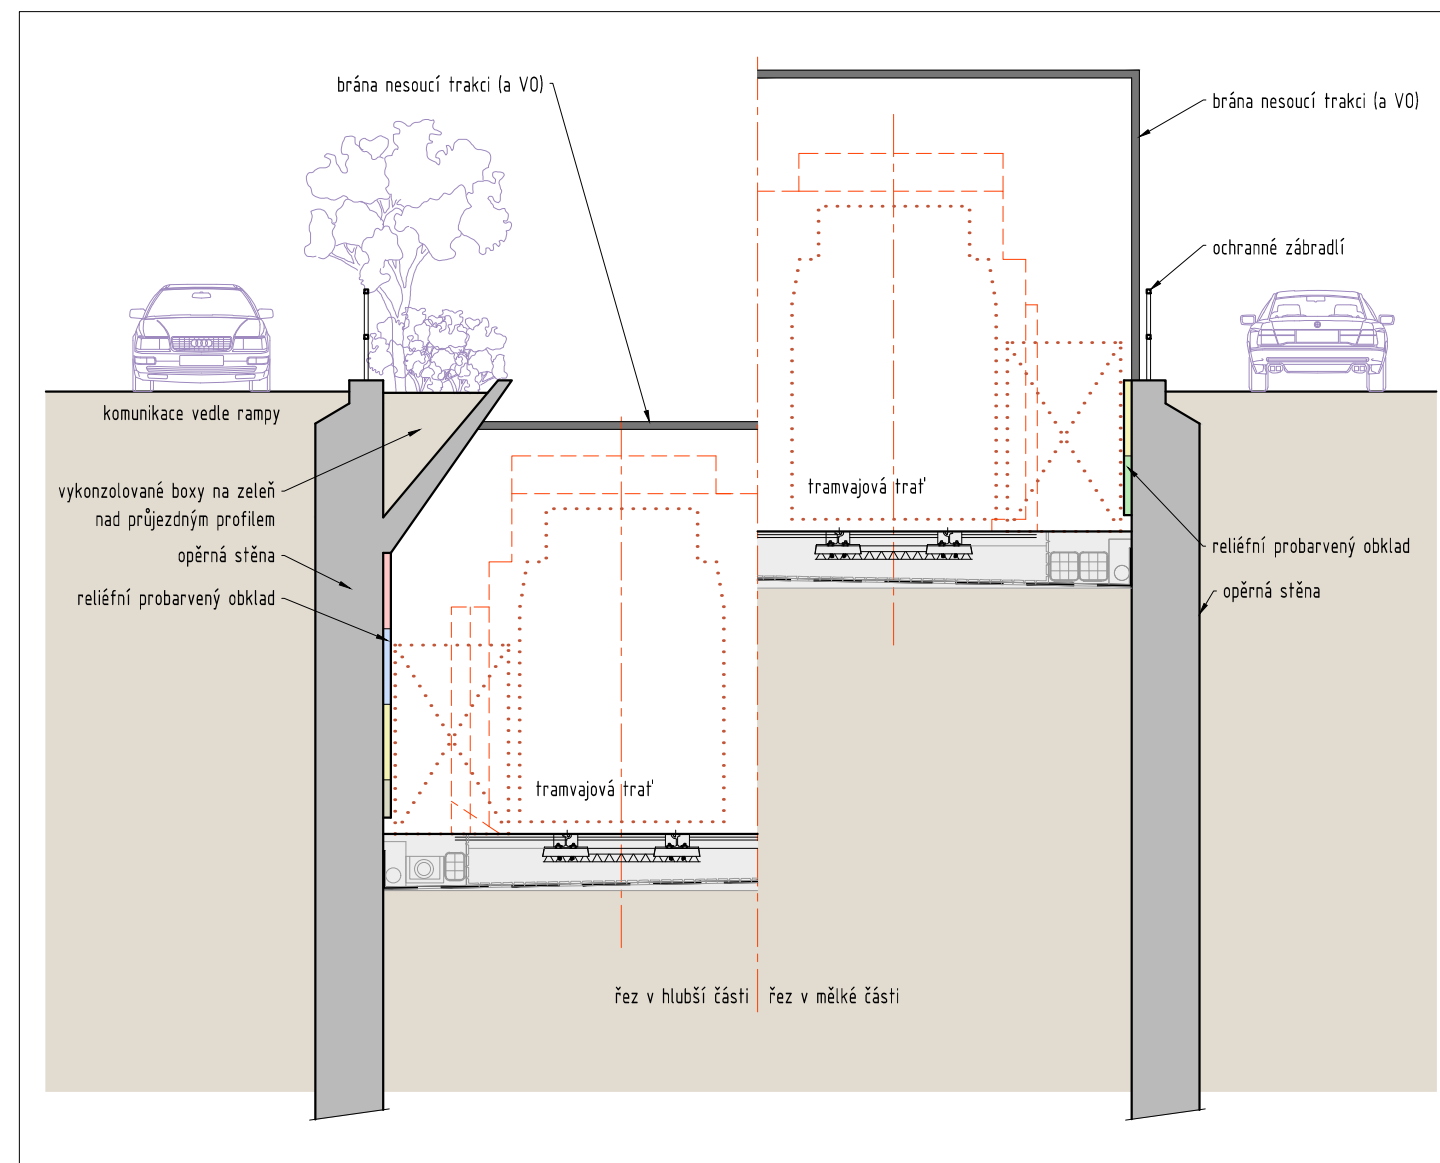 brána nesoucí trakci (a VO)
brána nesoucí trakci (a VO)
ochranné zábradlí
komunikace vedle rampy
vykonzolované boxy na zeleň
nad průjezdným profilem
opěrná stěna
reliéfní probarvený obklad
tramvajová trať
reliéfní probarvený obklad
opěrná stěna
tramvajová trať
řez v hlubší části
řez v mělké části